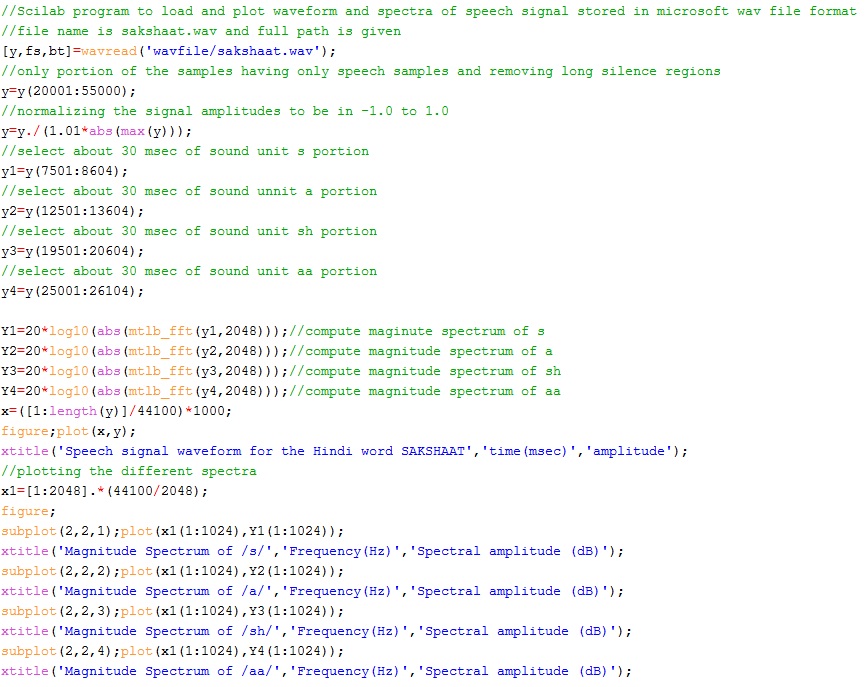 //Scilab program to load and plot waveform and spectra of speech signal stored in microsoft wav file format
//file name is sakshaat.wav and full path is given
[y,fs,bt]=wavread('wavfile/sakshaat.wav');
//only portion of the samples having only speech samples and removing long silence regions
y=y(20001:55000);
//normalizing the signal amplitudes to be in -1.0 to 1.0
y=y./(1.01*abs(max(y)));
//select about 30 msec of sound unit s portion
y1=y(7501:8604);
//select about 30 msec of sound unnit a portion
y2=y(12501:13604);
//select about 30 msec of sound unit sh portion
y3=y(19501:20604);
//select about 30 msec of sound unit aa portion
y4=y(25001:26104);
Y1=20*log10(abs(mtlb_fft(y1,2048)));//compute maginute spectrum of s
Y2=20*log10(abs(mtlb_fft(y2,2048)));//compute magnitude spectrum of a
Y3=20*log10(abs(mtlb_fft(y3,2048)));//compute magnitude spectrum of sh
Y4=20*log10(abs(mtlb_fft(y4,2048)));//compute magnitude spectrum of aa
x=([1:length(y)]/44100)*1000;
figure;plot(x,y);
xtitle('Speech signal waveform for the Hindi word SAKSHAAT','time(msec)','amplitude');
//plotting the different spectra
x1=[1:2048].*(44100/2048);
figure;
subplot(2,2,1);plot(x1(1:1024),Y1(1:1024));
xtitle('Magnitude Spectrum of /s/','Frequency(Hz)','Spectral amplitude (dB)');
subplot(2,2,2);plot(x1(1:1024),Y2(1:1024));
xtitle('Magnitude Spectrum of /a/','Frequency(Hz)','Spectral amplitude (dB)');
subplot(2,2,3);plot(x1(1:1024),Y3(1:1024));
xtitle('Magnitude Spectrum of /sh/','Frequency(Hz)','Spectral amplitude (dB)');
subplot(2,2,4);plot(x1(1:1024),Y4(1:1024));
xtitle('Magnitude Spectrum of /aa/','Frequency(Hz)','Spectral amplitude (dB)');